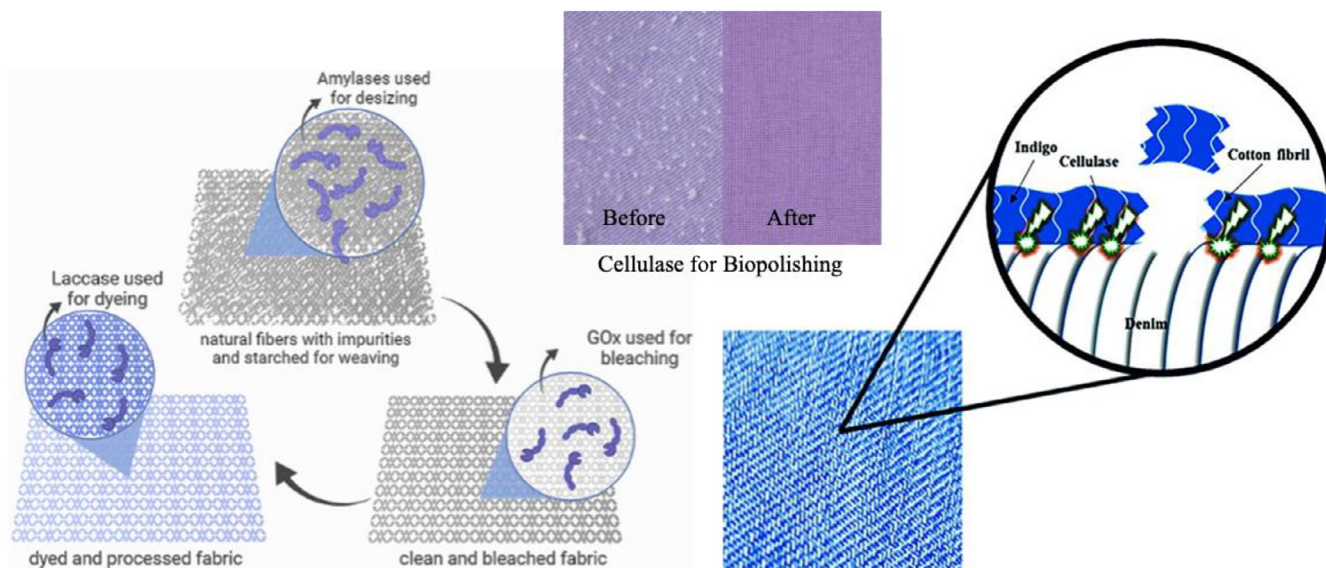 Amylases used
for desizing
natural fibers with impurities
and starched for weaving
Laccase used
for dyeing
GOx used for
bleaching
dyed and processed fabric
clean and bleached fabric
Before
After
Cellulase for Biopolishing
Indigo
Cellulase
Cotton fibril
Denim